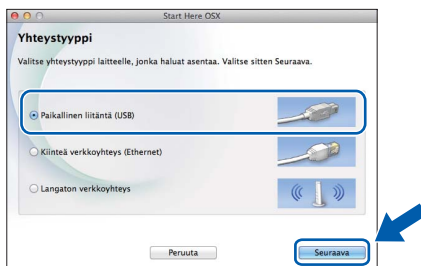 Start Here OSX
Yhteystyyppi
Valitse yhteystyyppi laitteelle, jonka haluat asentaa. Valitse sitten Seuraava.
Paikallinen liitäntä (USB)
Kiinteä verkkoyhteys (Ethernet)
Langaton verkkoyhteys
Peruuta
Seuraava